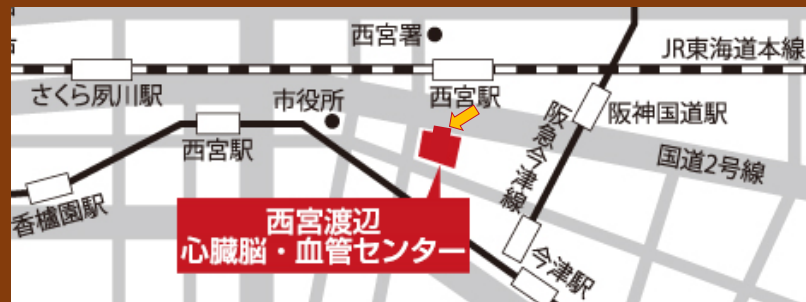 西宮署
JR東海道本線
さくら夙川駅
市役所
西宮駅
阪神国道駅
西宮駅
阪急今津線
国道2号線
香櫨園駅
西宮渡辺
心臓脳・血管センター
今津駅